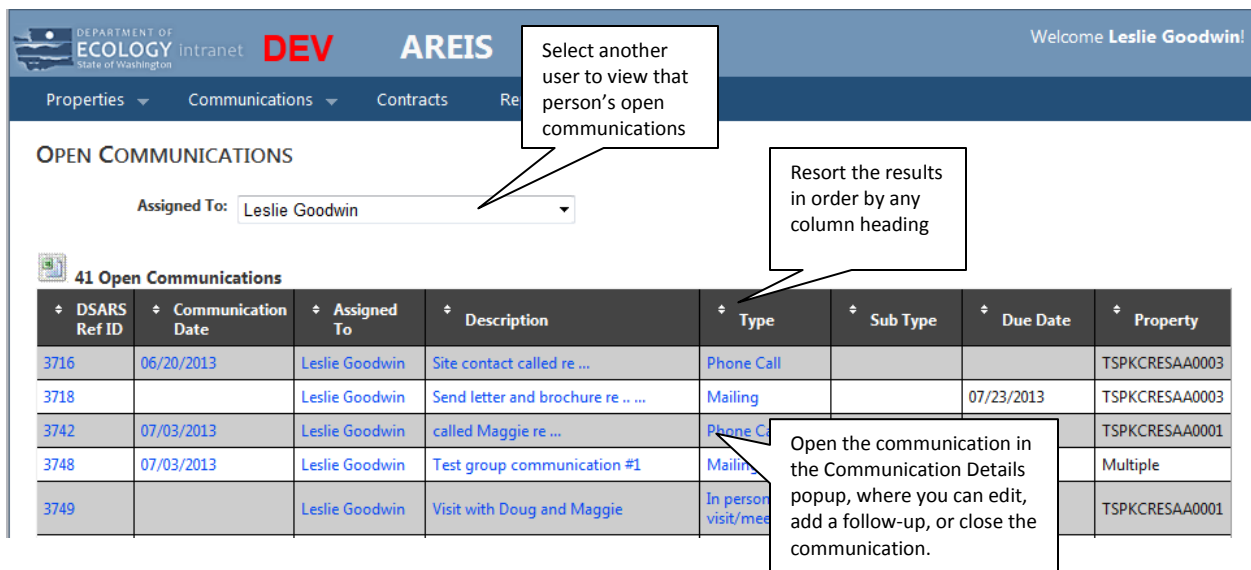 DEPARTMENT OF
ECOLOGY Intranet DEV AREIS
State of Washington
Welcome Leslie Goodwin!
Select another
user to view that
person's open
communications
Properties Communications Contracts
OPEN COMMUNICATIONS
Assigned To: Leslie Goodwin
Resort the results
in order by any
column heading
41 Open Communications
DSARS Ref ID Communication Date Assigned To Description Type Sub Type Due Date Property
3716 06/20/2013 Leslie Goodwin Site contact called re ... Phone Call TSPKCRESAA0003
3718 Leslie Goodwin Send letter and brochure re .. ... Mailing 07/23/2013 TSPKCRESAA0003
3742 07/03/2013 Leslie Goodwin called Maggie re ... Phone TSPKCRESAA0001
3748 07/03/2013 Leslie Goodwin Test group communication #1 Mailing Multiple
3749 Leslie Goodwin Visit with Doug and Maggie In person TSPKCRESAA0001
Open the communication in
the Communication Details
popup, where you can edit,
add a follow-up, or close the
communication.